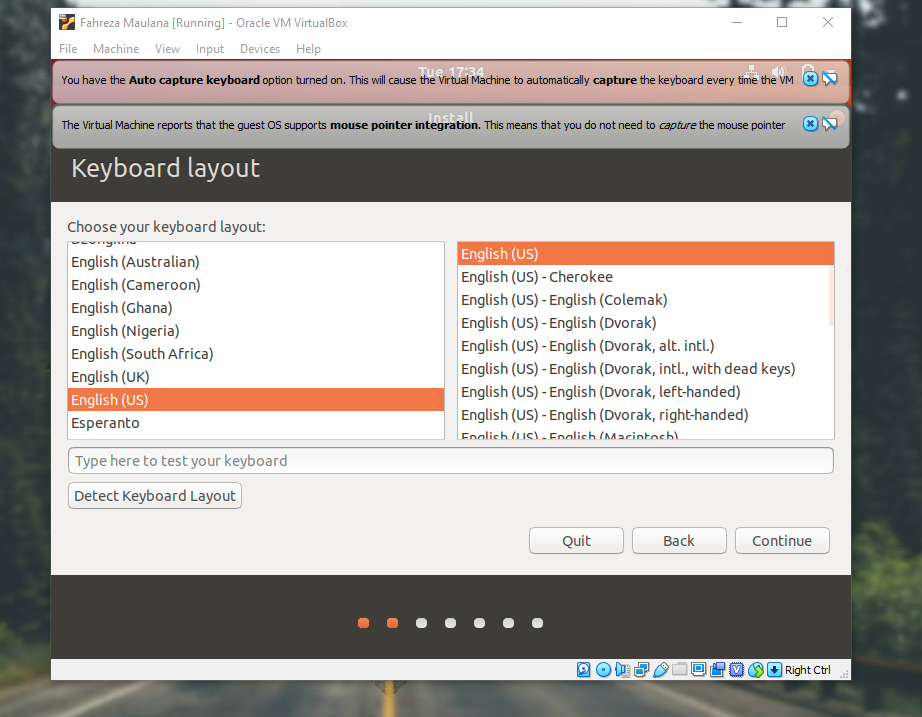 Fahreza Maulana [Running] - Oracle VM VirtualBox
File Machine View Input Devices Help
Tue 17:34
You have the Auto capture keyboard option turned on. This will cause the Virtual Machine to automatically capture the keyboard every time the VM
Install
The Virtual Machine reports that the guest OS supports mouse pointer integration. This means that you do not need to capture the mouse pointer
Keyboard layout
Choose your keyboard layout:
Dzongkha
English (Australian)
English (Cameroon)
English (Ghana)
English (Nigeria)
English (South Africa)
English (UK)
English (US)
Esperanto
English (US)
English (US) - Cherokee
English (US) - English (Colemak)
English (US) - English (Dvorak)
English (US) - English (Dvorak, alt. intl.)
English (US) - English (Dvorak, intl., with dead keys)
English (US) - English (Dvorak, left-handed)
English (US) - English (Dvorak, right-handed)
English (US) - English (Macintosh)
Type here to test your keyboard
Detect Keyboard Layout
Quit
Back
Continue
Right Ctrl